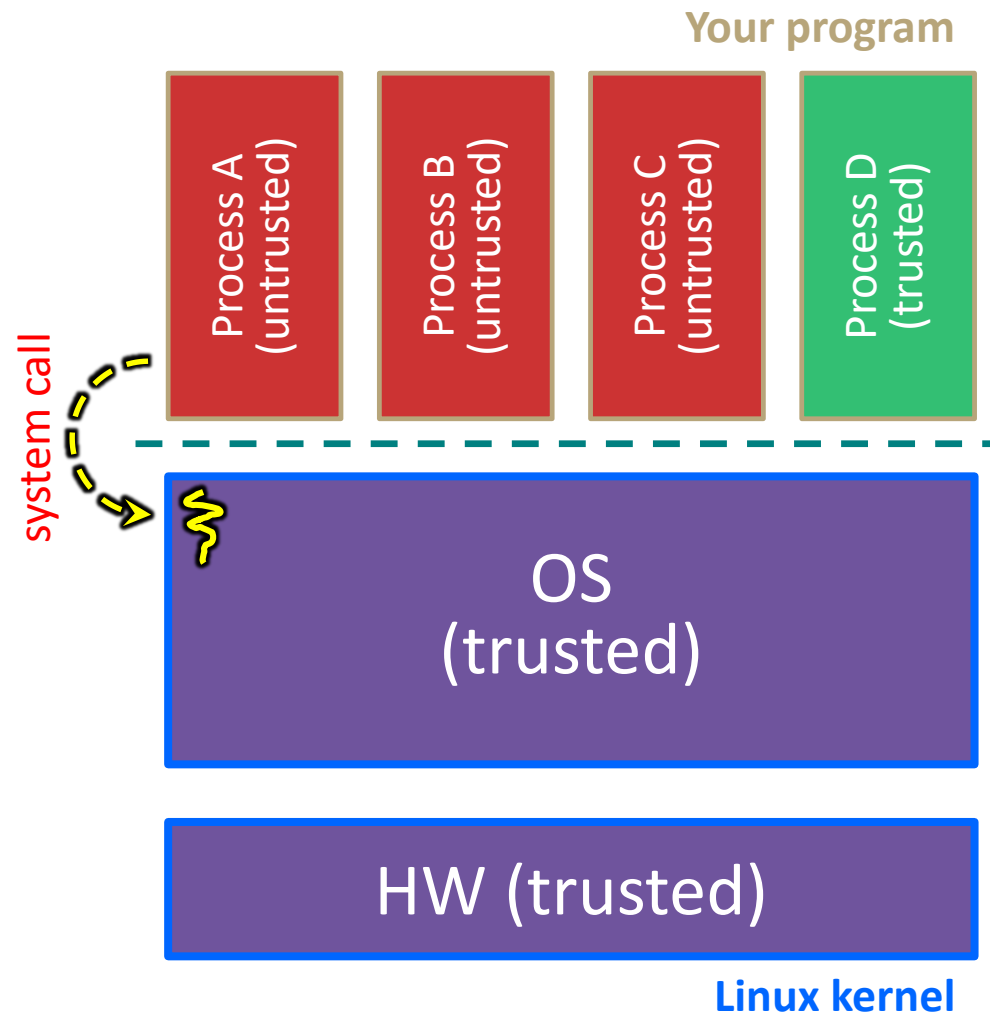 Your program
Process A
(untrusted)
Process B
(untrusted)
Process C
(untrusted)
Process D
(trusted)
system call
OS
(trusted)
HW (trusted)
Linux kernel